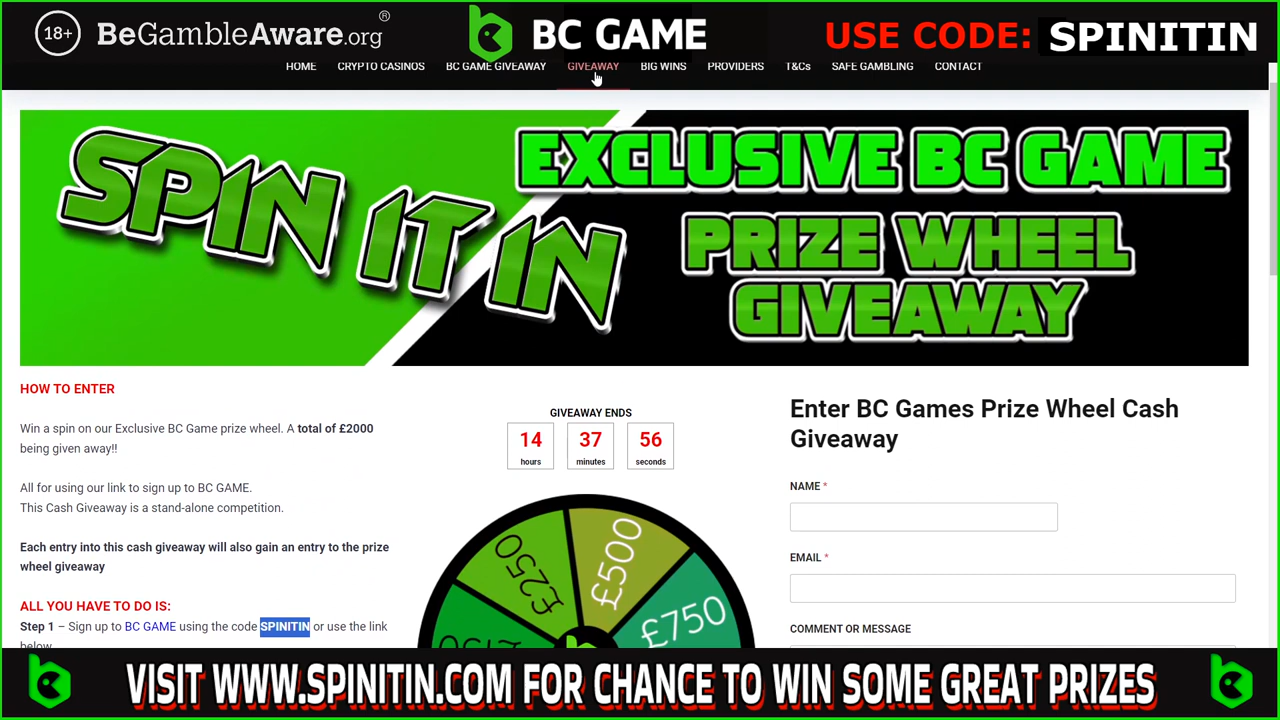 18+ BeGambleAware.org®
BC GAME
USE CODE: SPINITIN
HOME CRYPTO CASINOS BC GAME GIVEAWAY GIVEAWAY BIG WINS PROVIDERS T&Cs SAFE GAMBLING CONTACT
SPIN IT IN
EXCLUSIVE BC GAME
PRIZE WHEEL
GIVEAWAY
HOW TO ENTER
Win a spin on our Exclusive BC Game prize wheel. A total of £2000
being given away!!
All for using our link to sign up to BC GAME.
This Cash Giveaway is a stand-alone competition.
Each entry into this cash giveaway will also gain an entry to the prize
wheel giveaway
ALL YOU HAVE TO DO IS:
Step 1 – Sign up to BC GAME using the code SPINITIN or use the link
below
GIVEAWAY ENDS
14 37 56
hours minutes seconds
£250
£500
£750
Enter BC Games Prize Wheel Cash
Giveaway
NAME *
EMAIL *
COMMENT OR MESSAGE
VISIT WWW.SPINITIN.COM FOR CHANCE TO WIN SOME GREAT PRIZES